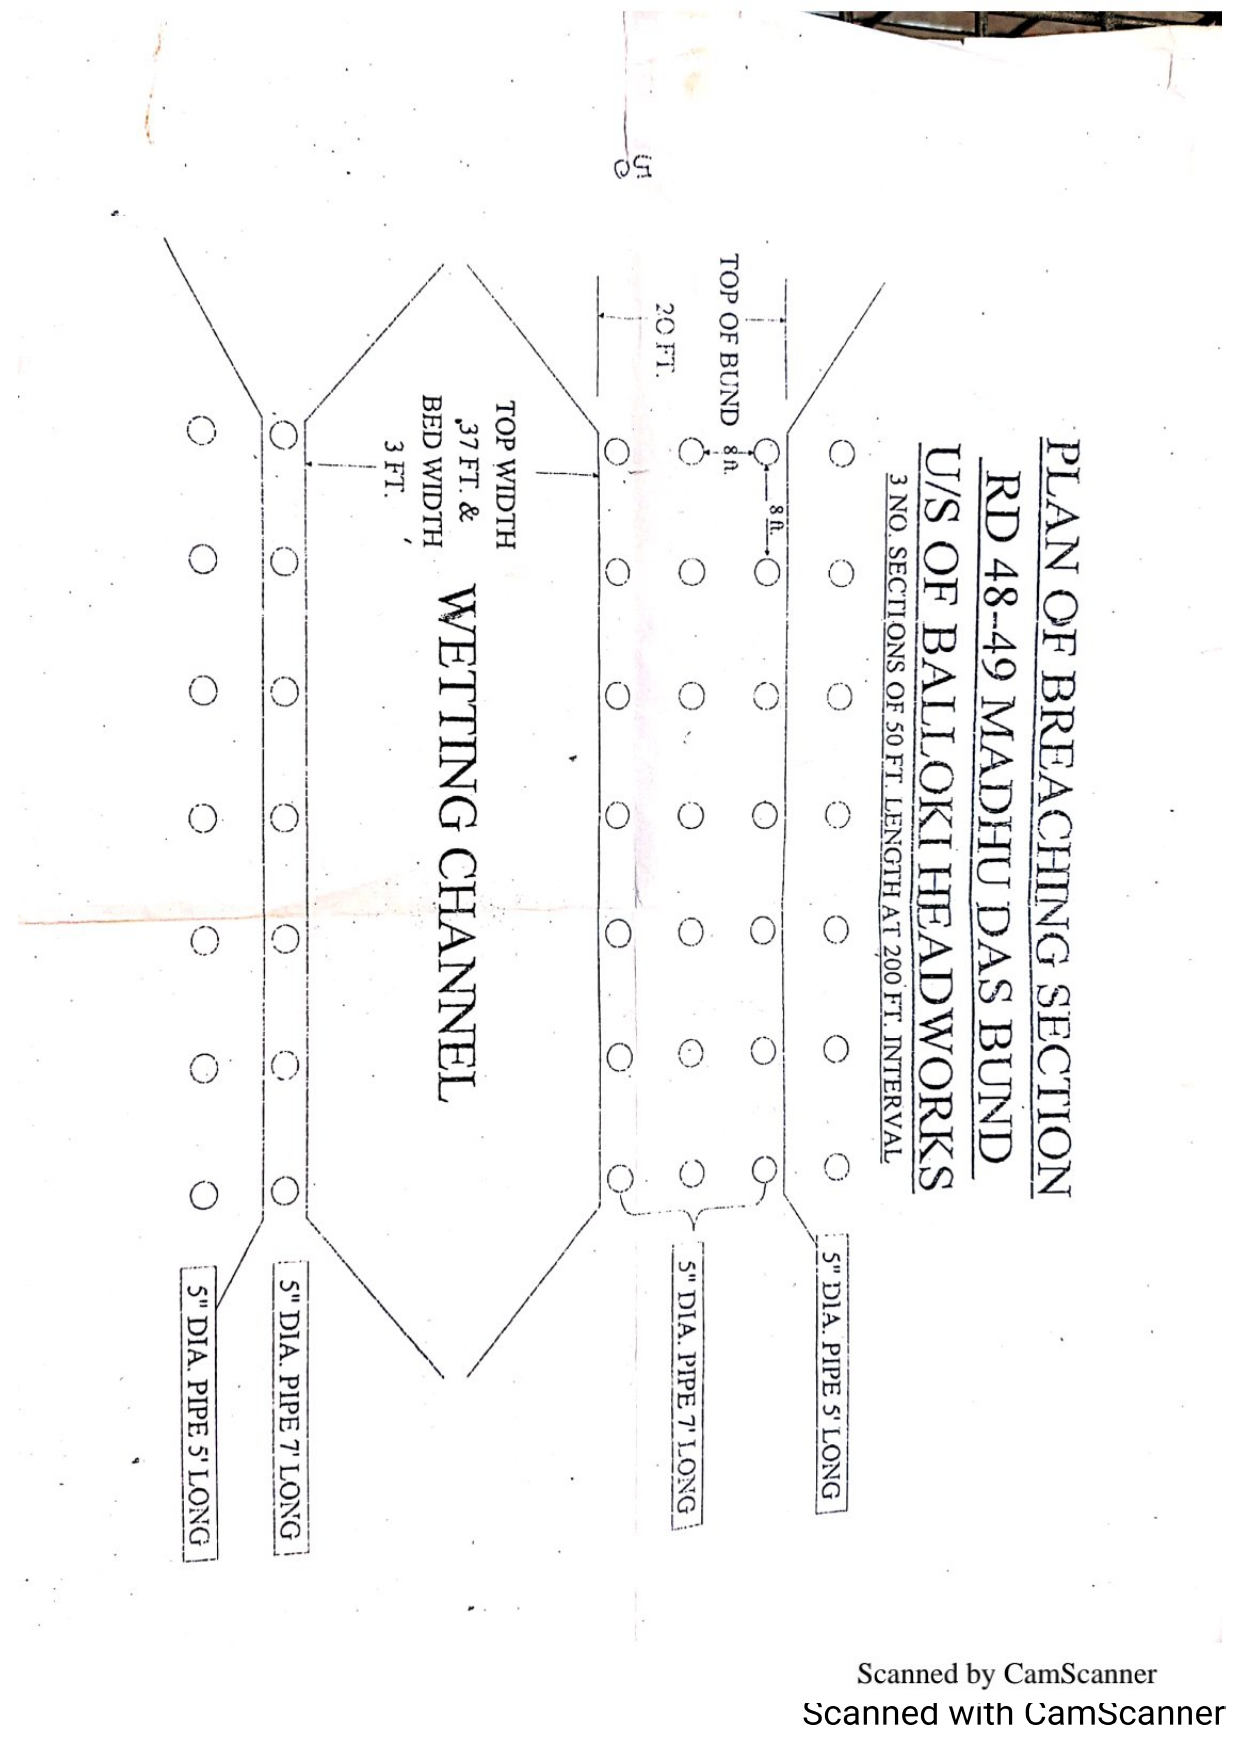 PLAN OF BREACHING SECTION
RD 48--49 MADHU DAS BUND
U/S OF BALLOKI HEADWORKS
3 NO. SECTIONS OF 50 FT. LENGTH AT 200 FT. INTERVAL
5" DIA. PIPE 5' LONG
8 ft.
TOP OF BUND
8 ft.
20 FT.
5" DIA. PIPE 7' LONG
TOP WIDTH
37 FT. &
BED WIDTH
3 FT.
WETTING CHANNEL
5" DIA. PIPE 7' LONG
5" DIA. PIPE 5' LONG
Scanned by CamScanner
Scanned with CamScanner